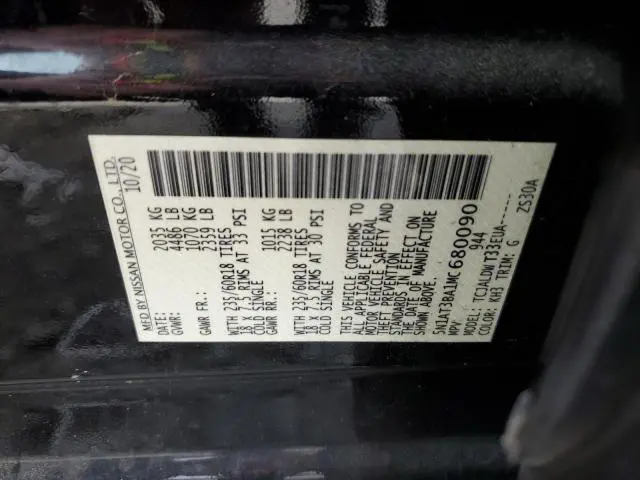 MFD BY NISSAN MOTOR CO., LTD.
DATE: 10/20
GVWR: 2035 KG
4486 LB
GAWR FR.: 1070 KG
2359 LB
WITH 235/60R18 TIRES
18 X 7.5 RIMS AT 33 PSI
COLD SINGLE
GAWR RR.: 1015 KG
2238 LB
WITH 235/60R18 TIRES
18 X 7.5 RIMS AT 30 PSI
COLD SINGLE
THIS VEHICLE CONFORMS TO
ALL APPLICABLE FEDERAL
MOTOR VEHICLE SAFETY AND
THEFT PREVENTION
STANDARDS IN EFFECT ON
THE DATE OF MANUFACTURE
SHOWN ABOVE.
5N1AT3BA1MC680090
MPV 944
MODEL: TCJALDWT33EUA------
COLOR: KH3 TRIM: G ZS30A